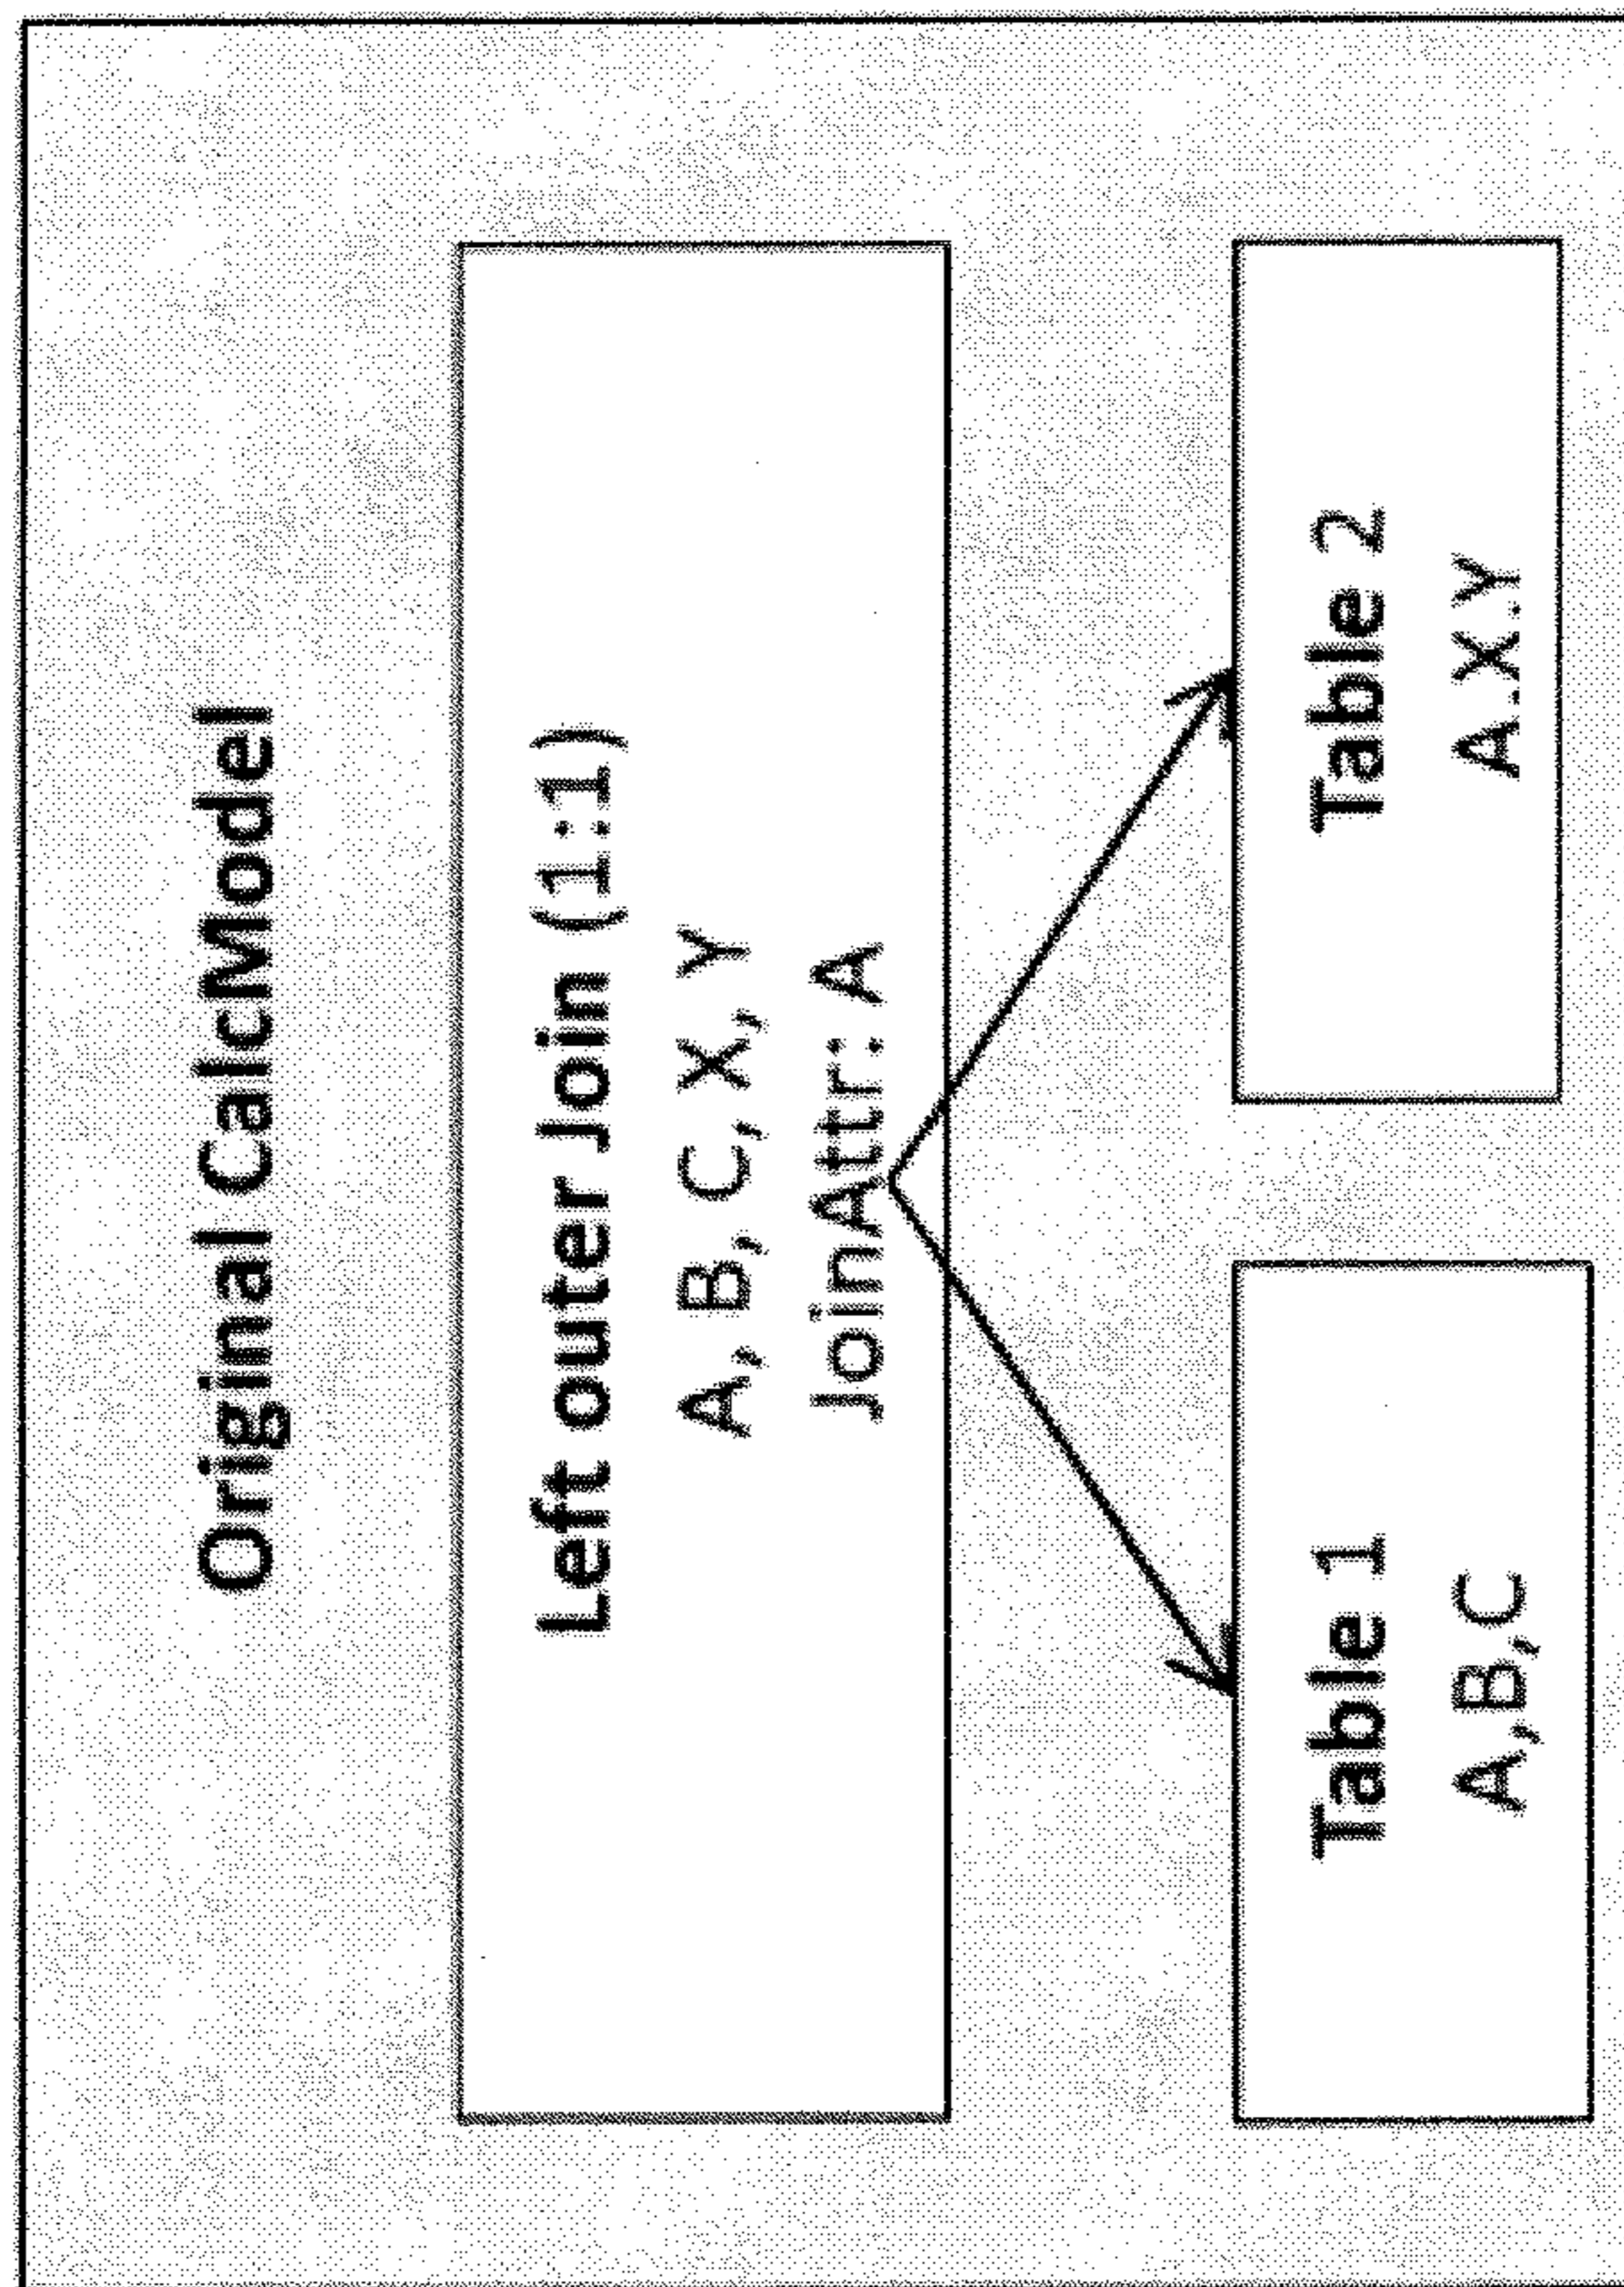 Original CalcModel
Left outer Join (1:1)
A, B, C, X, Y
JoinAttr: A
Table 1
A,B,C
Table 2
A.X.Y